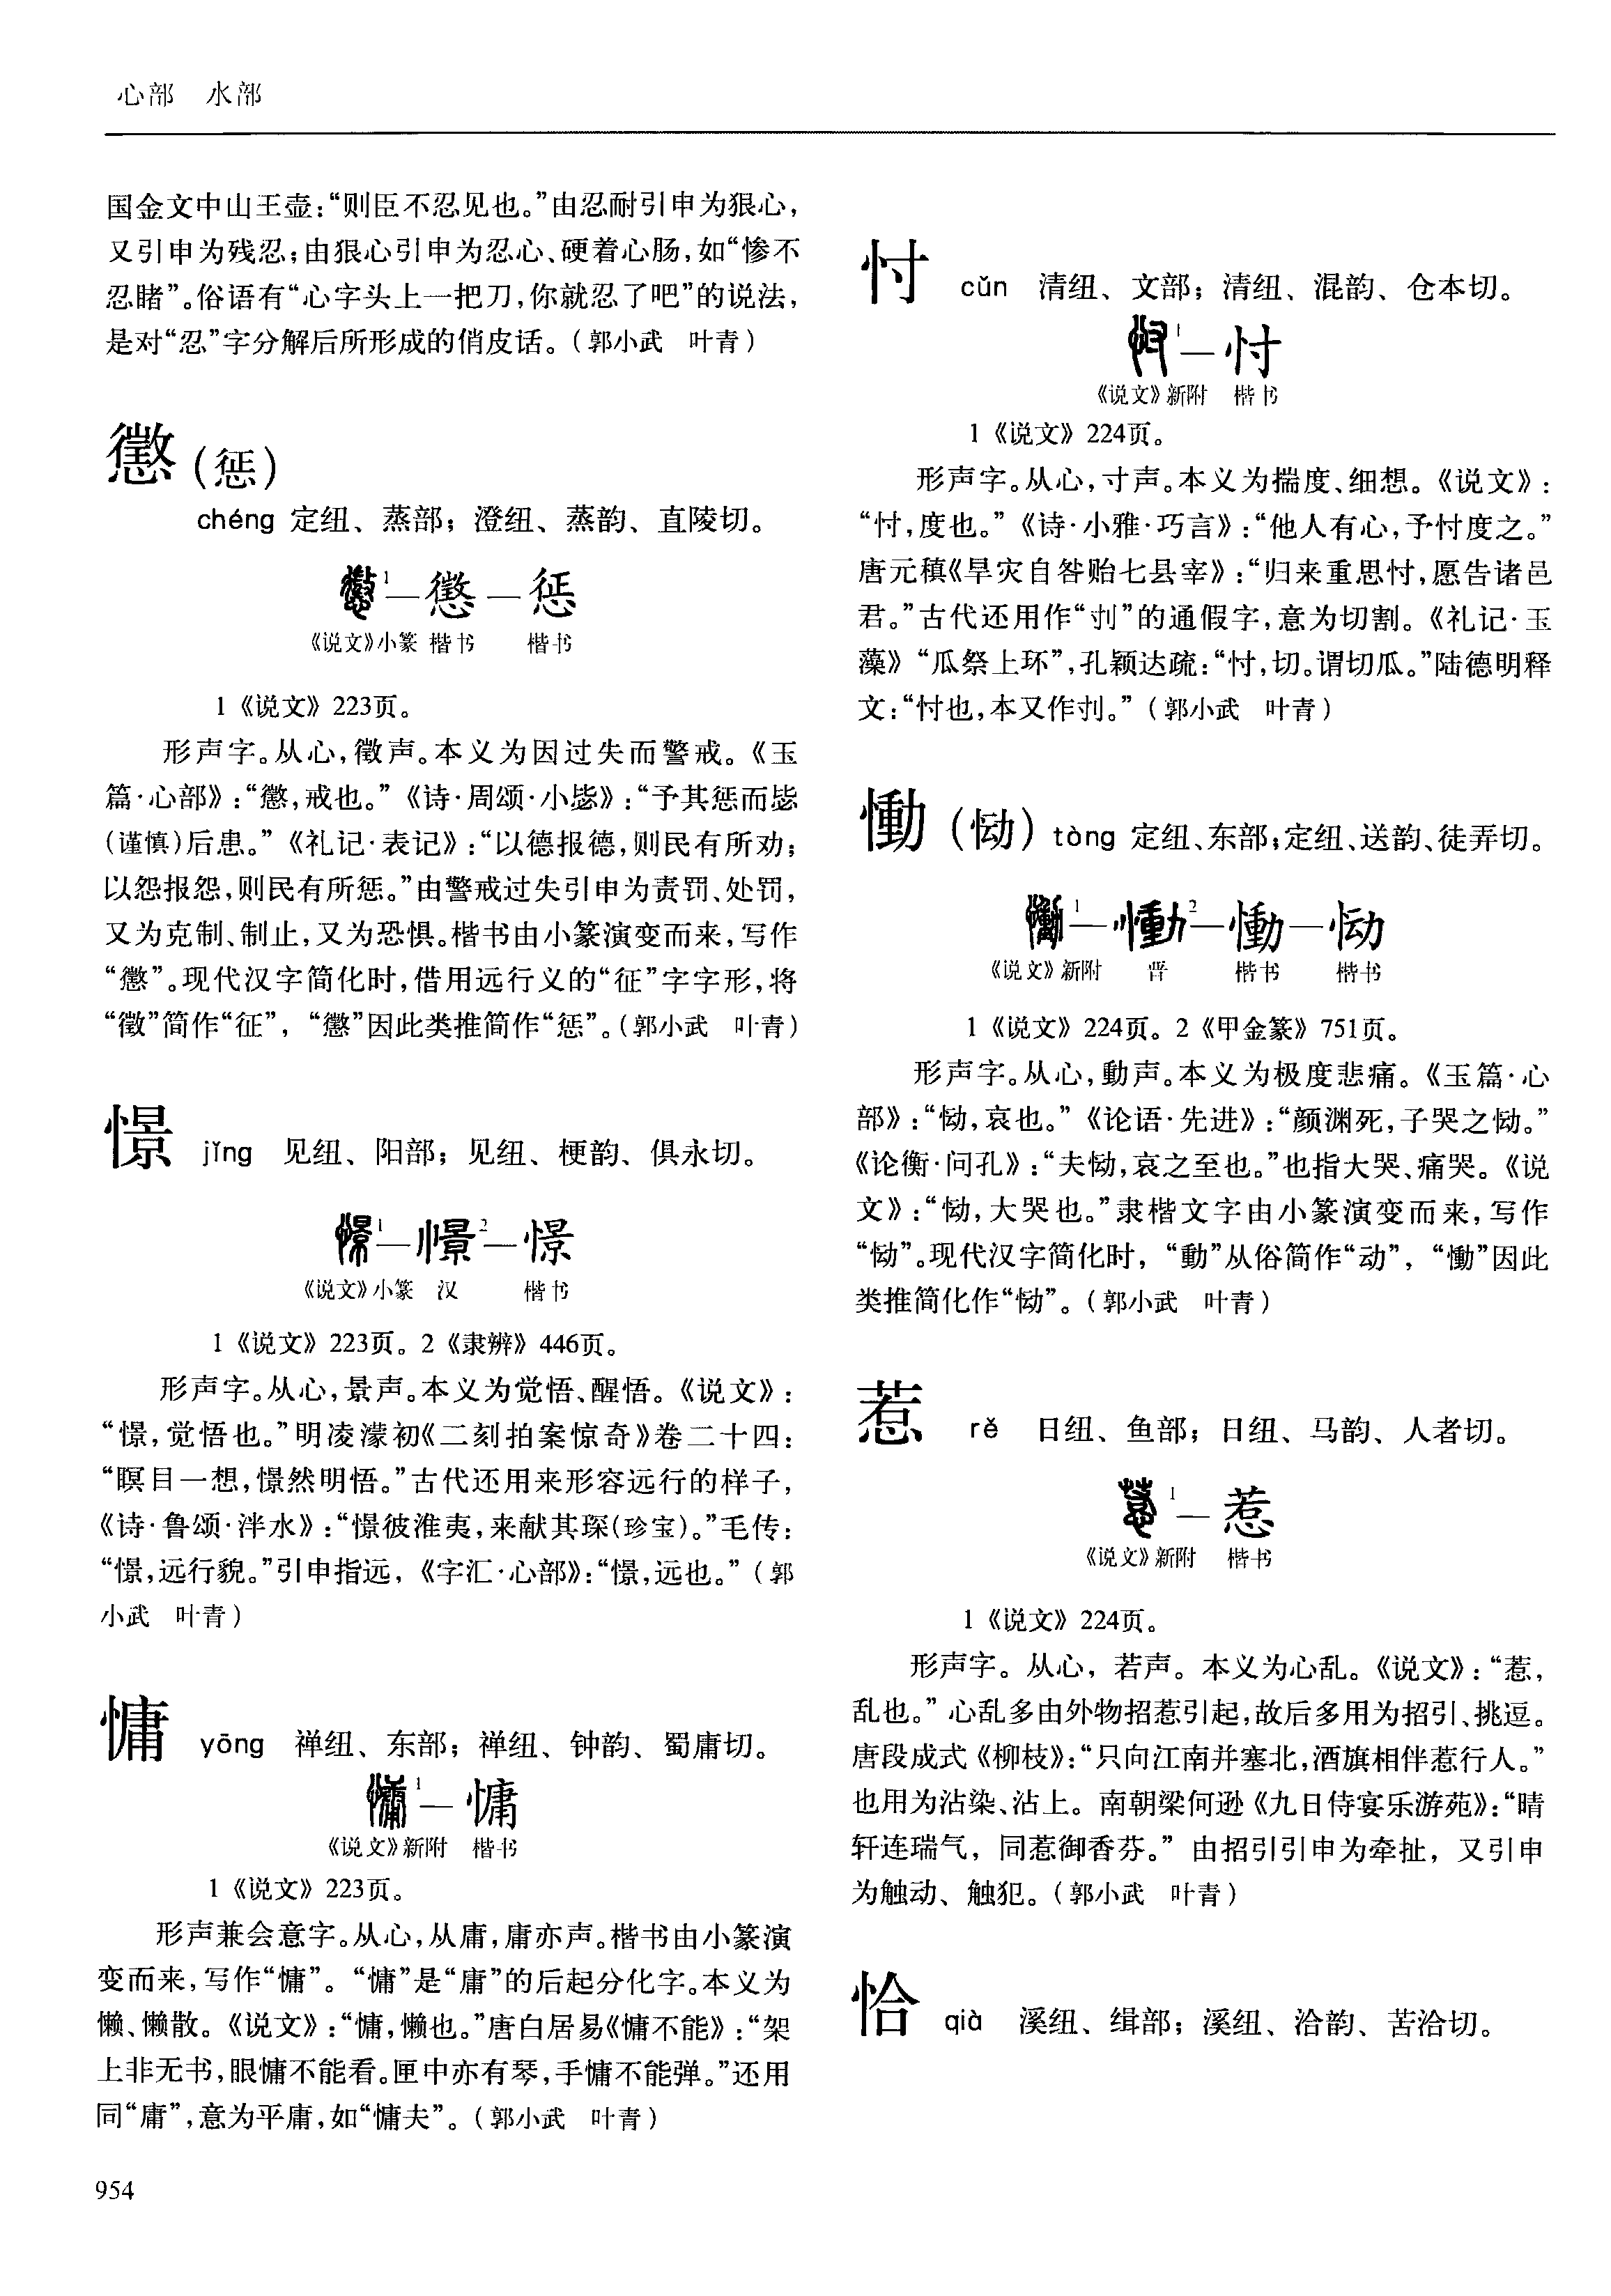 心部　水部
国金文中山王壶：“则臣不忍见也。”由忍耐引申为狠心，
又引申为残忍；由狠心引申为忍心、硬着心肠，如“惨不
忍睹”。俗语有“心字头上一把刀，你就忍了吧”的说法，
是对“忍”字分解后所形成的俏皮话。（郭小武　叶青）
懲（惩）
chéng 定纽、蒸部；澄纽、蒸韵、直陵切。
懲1—懲—惩
《说文》小篆 楷书　楷书
1《说文》223页。
形声字。从心，徵声。本义为因过失而警戒。《玉
篇·心部》：“懲，戒也。”《诗·周颂·小毖》：“予其惩而毖
（谨慎）后患。”《礼记·表记》：“以德报德，则民有所劝；
以怨报怨，则民有所惩。”由警戒过失引申为责罚、处罚，
又为克制、制止，又为恐惧。楷书由小篆演变而来，写作
“懲”。现代汉字简化时，借用远行义的“征”字字形，将
“徵”简作“征”，“懲”因此类推简作“惩”。（郭小武　叶青）
憬　jǐng　见纽、阳部；见纽、梗韵、俱永切。
憬1—憬2—憬
《说文》小篆　汉　楷书
1《说文》223页。2《隶辨》446页。
形声字。从心，景声。本义为觉悟、醒悟。《说文》：
“憬，觉悟也。”明凌濛初《二刻拍案惊奇》卷二十四：
“瞑目一想，憬然明悟。”古代还用来形容远行的样子，
《诗·鲁颂·泮水》：“憬彼淮夷，来献其琛（珍宝）。”毛传：
“憬，远行貌。”引申指远，《字汇·心部》：“憬，远也。”（郭
小武　叶青）
慵　yōng　禅纽、东部；禅纽、钟韵、蜀庸切。
慵1—慵
《说文》新附　楷书
1《说文》223页。
形声兼会意字。从心，从庸，庸亦声。楷书由小篆演
变而来，写作“慵”。“慵”是“庸”的后起分化字。本义为
懒、懒散。《说文》：“慵，懒也。”唐白居易《慵不能》：“架
上非无书，眼慵不能看。匣中亦有琴，手慵不能弹。”还用
同“庸”，意为平庸，如“慵夫”。（郭小武　叶青）
954
忖　cǔn　清纽、文部；清纽、混韵、仓本切。
忖1—忖
《说文》新附　楷书
1《说文》224页。
形声字。从心，寸声。本义为揣度、细想。《说文》：
“忖，度也。”《诗·小雅·巧言》：“他人有心，予忖度之。”
唐元稹《旱灾自咎贻七县宰》：“归来重思忖，愿告诸邑
君。”古代还用作“刌”的通假字，意为切割。《礼记·玉
藻》“瓜祭上环”，孔颖达疏：“忖，切。谓切瓜。”陆德明释
文：“忖也，本又作刌。”（郭小武　叶青）
慟（恸）tòng 定纽、东部；定纽、送韵、徒弄切。
慟1—慟2—慟—恸
《说文》新附　晋　楷书　楷书
1《说文》224页。2《甲金篆》751页。
形声字。从心，動声。本义为极度悲痛。《玉篇·心
部》：“恸，哀也。”《论语·先进》：“颜渊死，子哭之恸。”
《论衡·问孔》：“夫恸，哀之至也。”也指大哭、痛哭。《说
文》：“恸，大哭也。”隶楷文字由小篆演变而来，写作
“恸”。现代汉字简化时，“動”从俗简作“动”，“慟”因此
类推简化作“恸”。（郭小武　叶青）
惹　rě　日纽、鱼部；日纽、马韵、人者切。
惹1—惹
《说文》新附　楷书
1《说文》224页。
形声字。从心，若声。本义为心乱。《说文》：“惹，
乱也。”心乱多由外物招惹引起，故后多用为招引、挑逗。
唐段成式《柳枝》：“只向江南并塞北，酒旗相伴惹行人。”
也用为沾染、沾上。南朝梁何逊《九日侍宴乐游苑》：“晴
轩连瑞气，同惹御香芬。”由招引引申为牵扯，又引申
为触动、触犯。（郭小武　叶青）
恰　qià　溪纽、缉部；溪纽、洽韵、苦洽切。